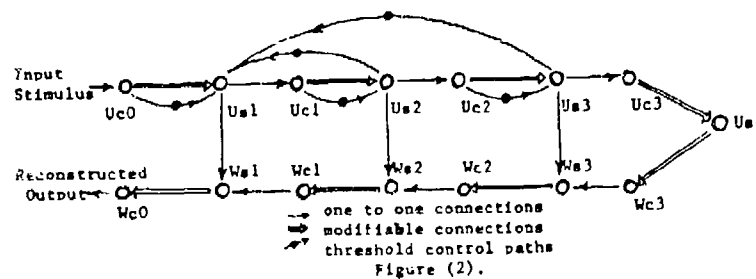 Input
Stimulus
Uc0 Us1 Uc1 Us2 Uc2 Us3 Uc3 Us
Reconstructed
Output
Ws1 Wc1 Ws2 Wc2 Ws3
Wc0 Wc3
one to one connections
modifiable connections
threshold control paths
Figure (2).